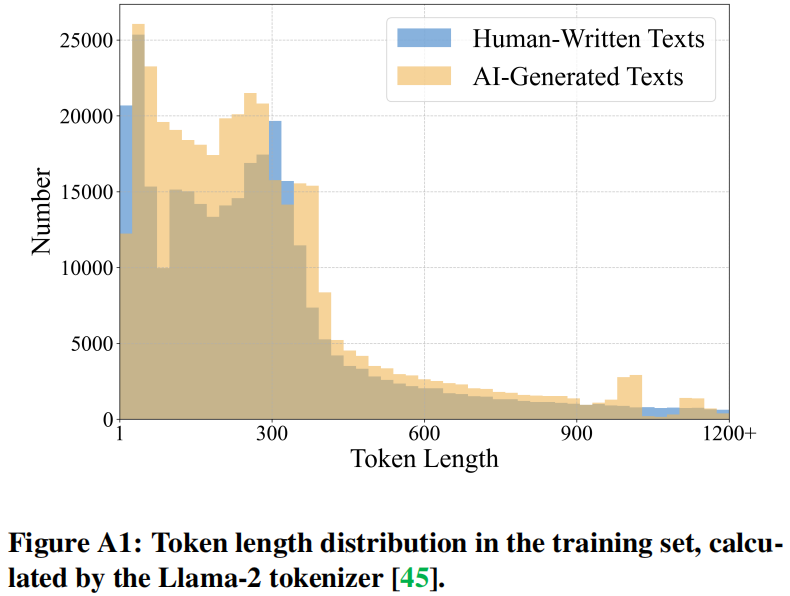 25000
20000
15000
10000
5000
0
Number
Human-Written Texts
AI-Generated Texts
1 300 600 900 1200+
Token Length
Figure A1: Token length distribution in the training set, calcu-
lated by the Llama-2 tokenizer [45].